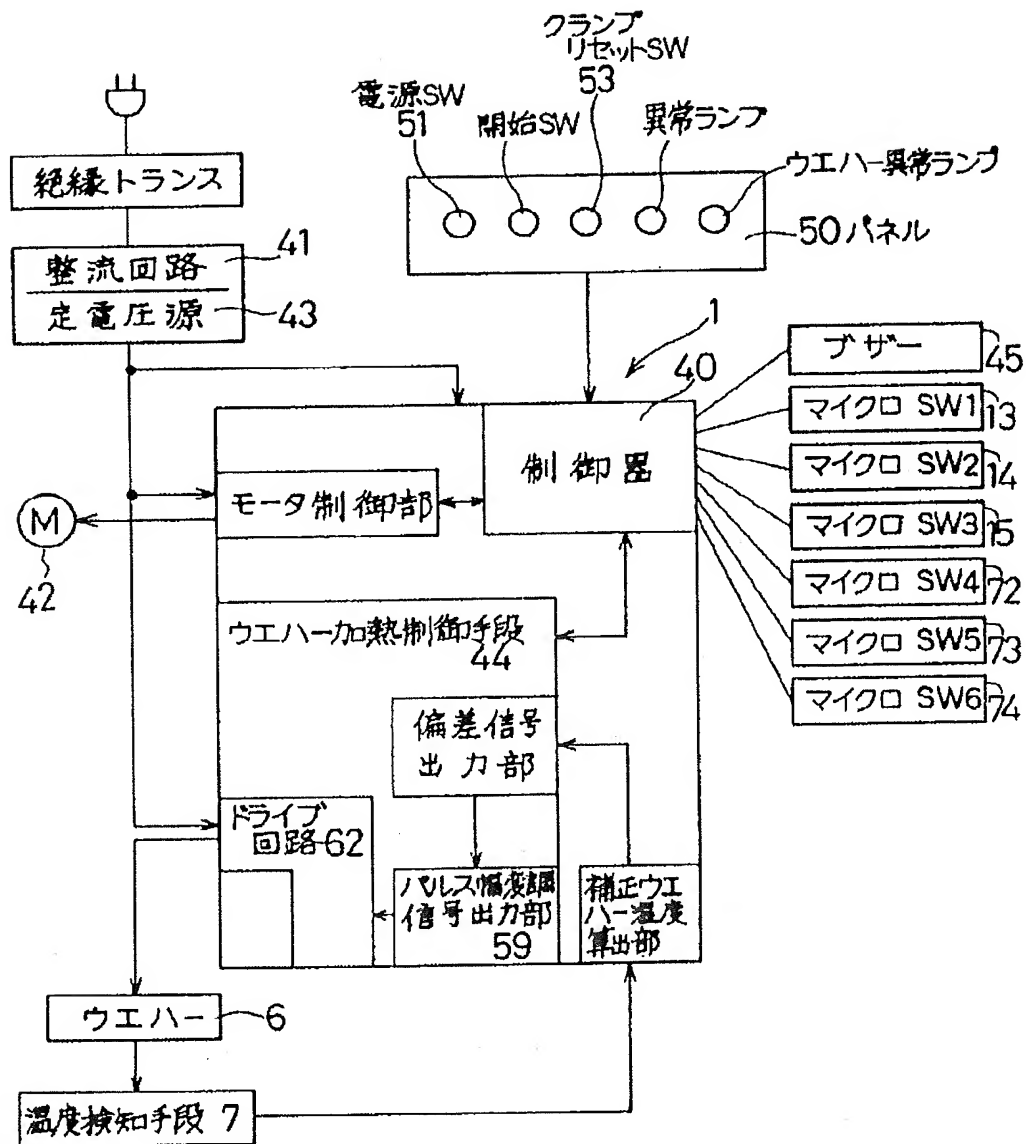 クランプ
リセットSW
53
電源SW
51
開始SW
異常ランプ
ウエハー異常ランプ
50 パネル
絶縁トランス
整流回路
41
定電圧源
43
1
40
制御器
ブザー
45
マイクロ SW1
13
マイクロ SW2
14
マイクロ SW3
15
マイクロ SW4
72
マイクロ SW5
73
マイクロ SW6
74
モータ制御部
M
42
ウエハー加熱制御手段
44
偏差信号
出力部
ドライブ
回路 62
パルス幅変調
信号出力部
59
補正ウエ
ハー温度
算出部
ウエハー
6
温度検知手段 7